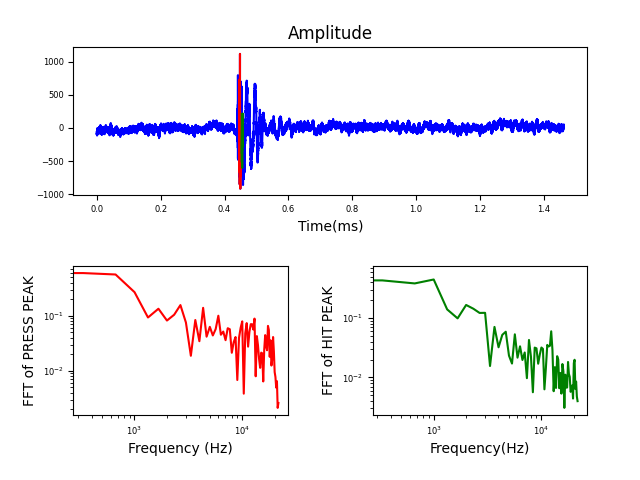 Amplitude
1000
500
0
−500
−1000
0.0 0.2 0.4 0.6 0.8 1.0 1.2 1.4
Time(ms)
FFT of PRESS PEAK
10⁻¹
10⁻²
10³ 10⁴
Frequency (Hz)
FFT of HIT PEAK
10⁻¹
10⁻²
10³ 10⁴
Frequency(Hz)